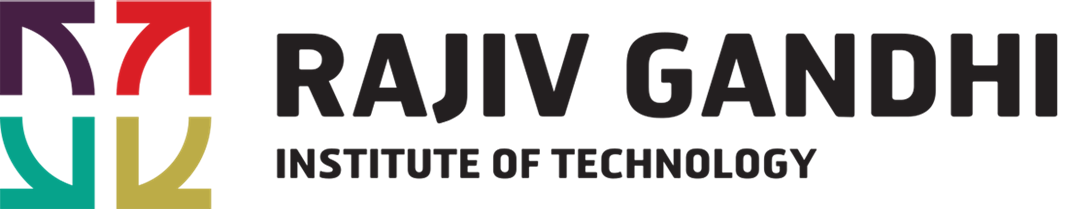 RAJIV GANDHI
INSTITUTE OF TECHNOLOGY